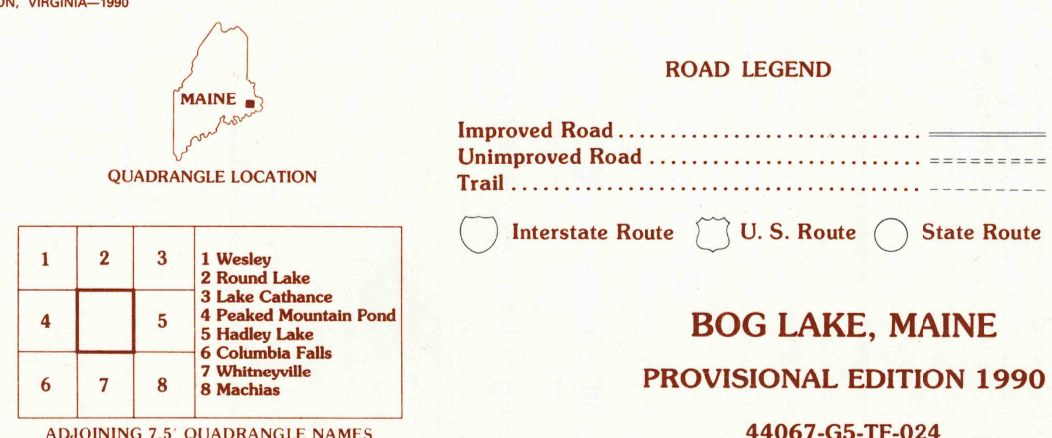 VIRGINIA—1990
MAINE
QUADRANGLE LOCATION
1 2 3
4 5
6 7 8
1 Wesley
2 Round Lake
3 Lake Cathance
4 Peaked Mountain Pond
5 Hadley Lake
6 Columbia Falls
7 Whitneyville
8 Machias
ADJOINING 7.5′ QUADRANGLE NAMES
ROAD LEGEND
Improved Road
Unimproved Road
Trail
Interstate Route U. S. Route State Route
BOG LAKE, MAINE
PROVISIONAL EDITION 1990
44067-G5-TF-024